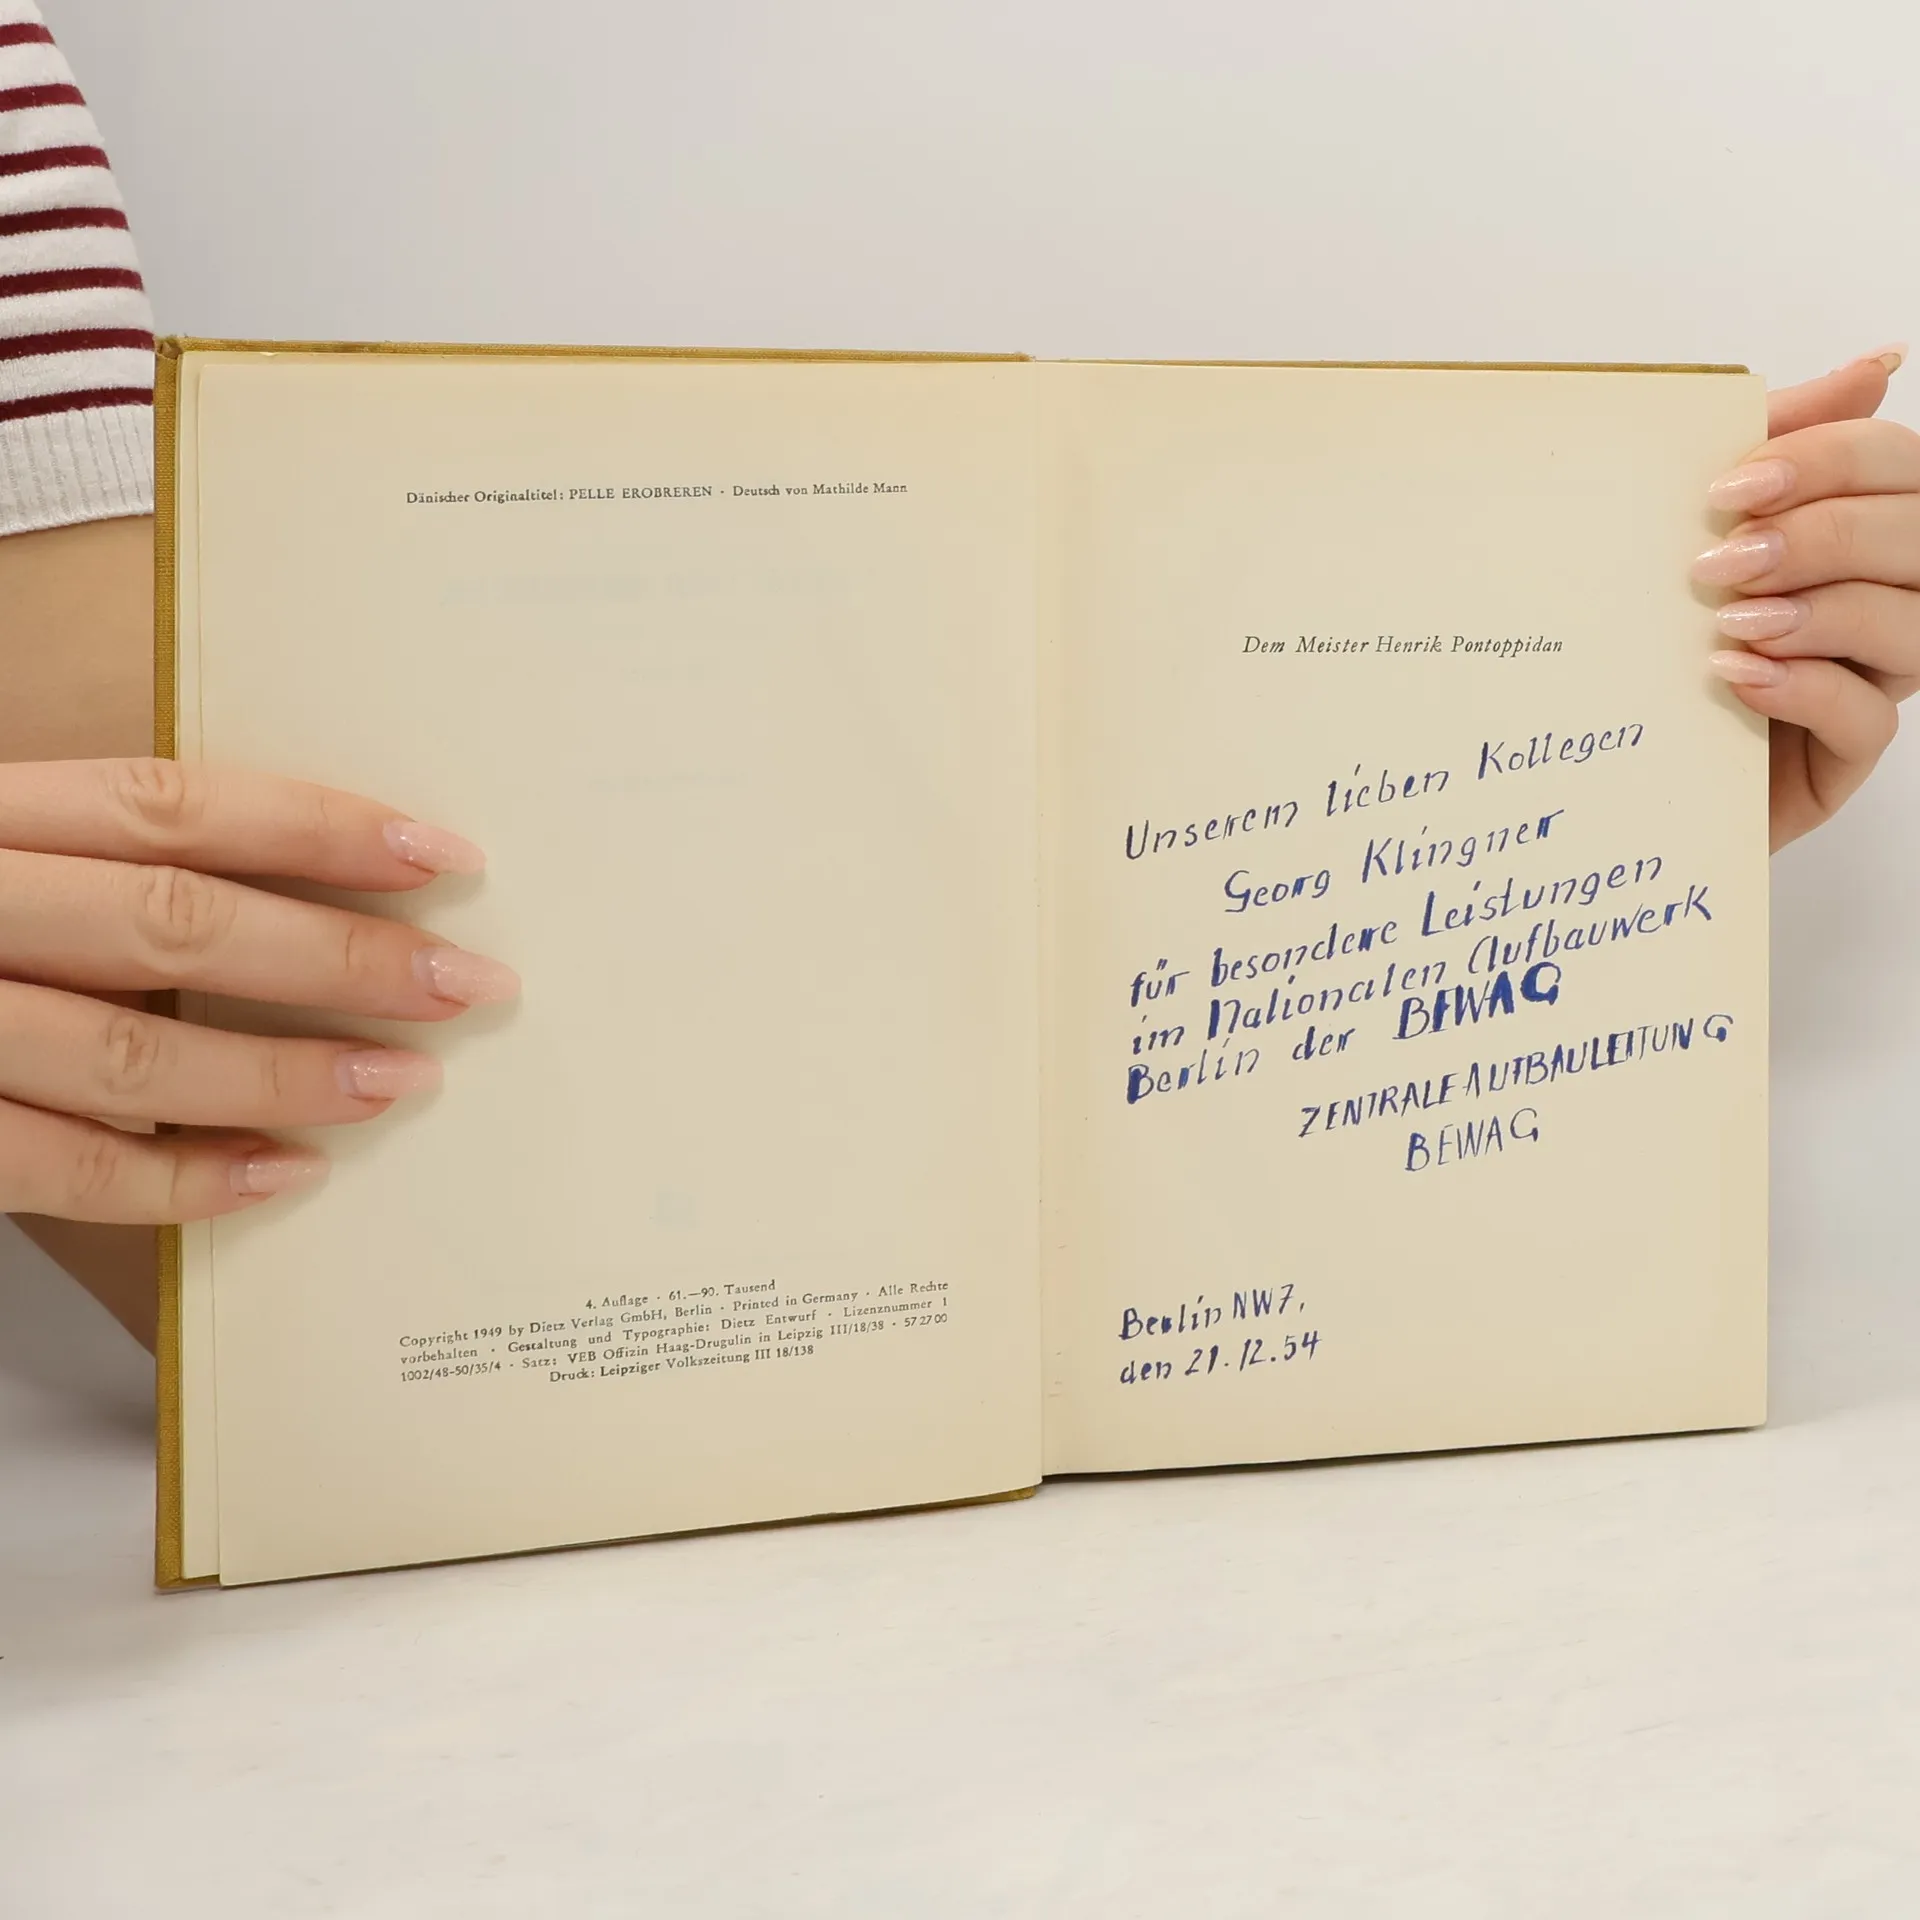 Dänischer Originaltitel: PELLE EROBREREN · Deutsch von Mathilde Mann
4. Auflage · 61.—90. Tausend
Copyright 1949 by Dietz Verlag GmbH, Berlin · Printed in Germany · Alle Rechte
vorbehalten · Gestaltung und Typographie: Dietz Entwurf · Lizenznummer 1
1002/48-50/35/4 · Satz: VEB Offizin Haag-Drugulin in Leipzig III/18/38 · 572700
Druck: Leipziger Volkszeitung III 18/138
Dem Meister Henrik Pontoppidan
Unserem lieben Kollegen
Georg Klingner
für besondere Leistungen
im Nationalen Aufbauwerk
Berlin der BEWAG
ZENTRALE AUFBAULEITUNG
BEWAG
Berlin NW7,
den 21.12.54